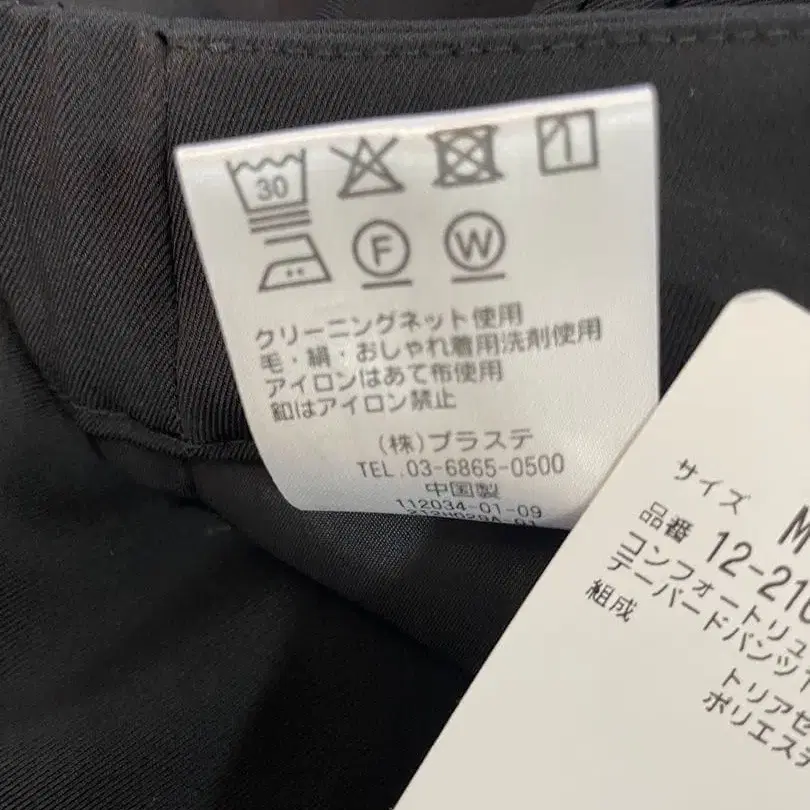 30
F W
クリーニングネット使用
毛・絹・おしゃれ着用洗剤使用
アイロンはあて布使用
釦はアイロン禁止
(株)プラステ
TEL.03-6865-0500
中国製
112034-01-09
サイズ M
品番 12-210
コンフォートリュ
テーパードパンツ1
組成
トリアセ
ポリエステ